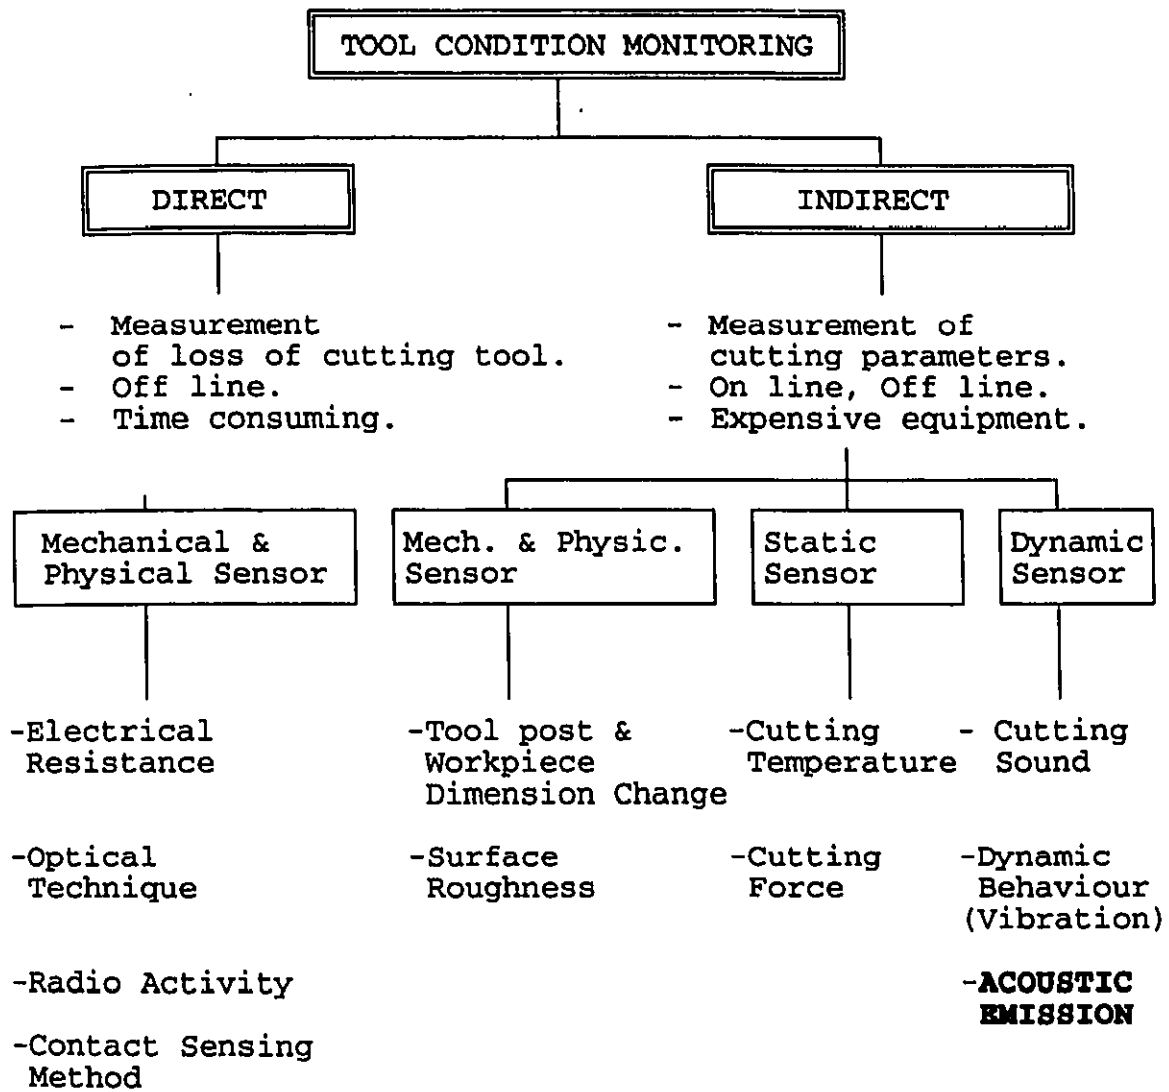 TOOL CONDITION MONITORING
DIRECT
INDIRECT
- Measurement
of loss of cutting tool.
- Off line.
- Time consuming.
- Measurement of
cutting parameters.
- On line, Off line.
- Expensive equipment.
Mechanical &
Physical Sensor
Mech. & Physic.
Sensor
Static
Sensor
Dynamic
Sensor
-Electrical
Resistance
-Optical
Technique
-Radio Activity
-Contact Sensing
Method
-Tool post &
Workpiece
Dimension Change
-Surface
Roughness
-Cutting
Temperature
-Cutting
Force
- Cutting
Sound
-Dynamic
Behaviour
(Vibration)
-ACOUSTIC
EMISSION